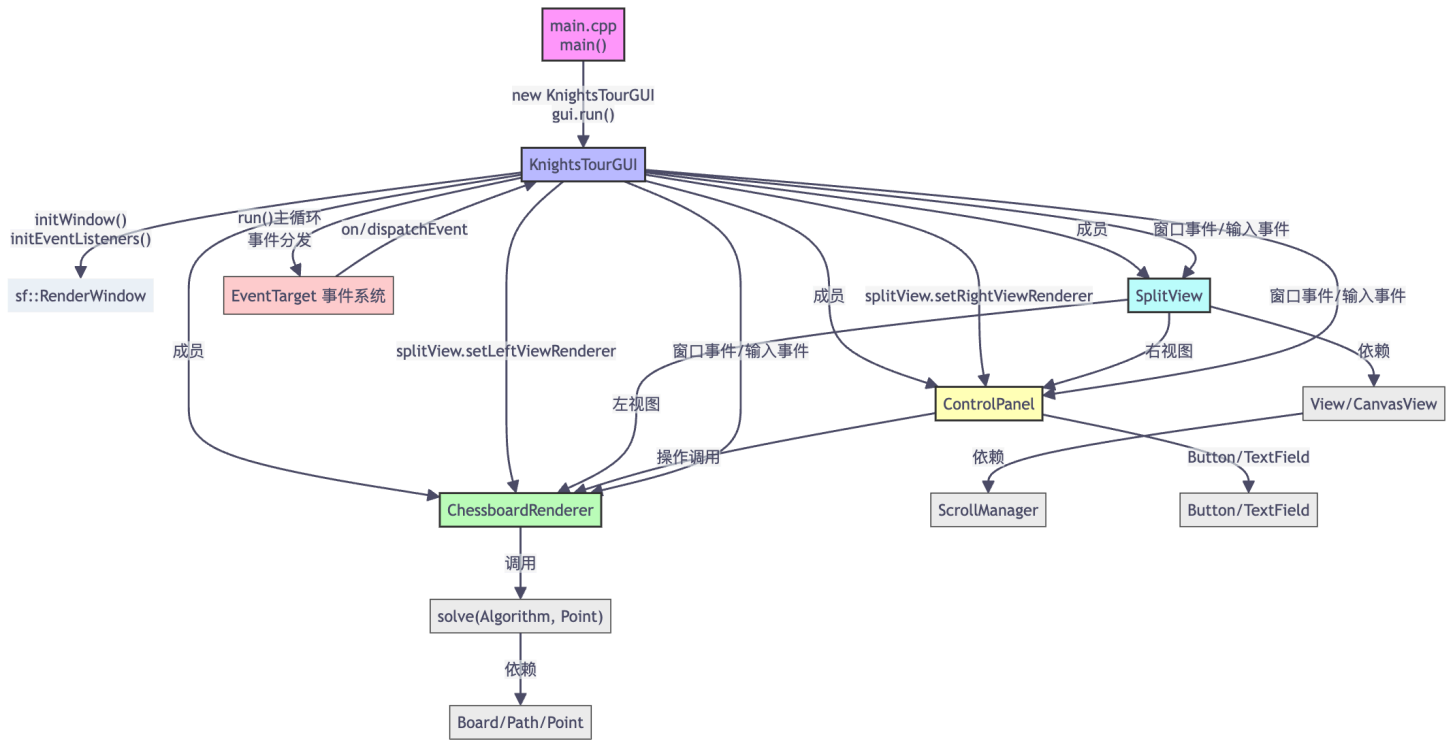 main.cpp
main()
new KnightsTourGUI
gui.run()
KnightsTourGUI
initWindow()
initEventListeners()
run()主循环
事件分发
on/dispatchEvent
成员
窗口事件/输入事件
sf::RenderWindow
EventTarget 事件系统
成员
splitView.setRightViewRenderer
SplitView
窗口事件/输入事件
成员
splitView.setLeftViewRenderer
窗口事件/输入事件
右视图
依赖
左视图
ControlPanel
View/CanvasView
操作调用
依赖
Button/TextField
ChessboardRenderer
ScrollManager
Button/TextField
调用
solve(Algorithm, Point)
依赖
Board/Path/Point